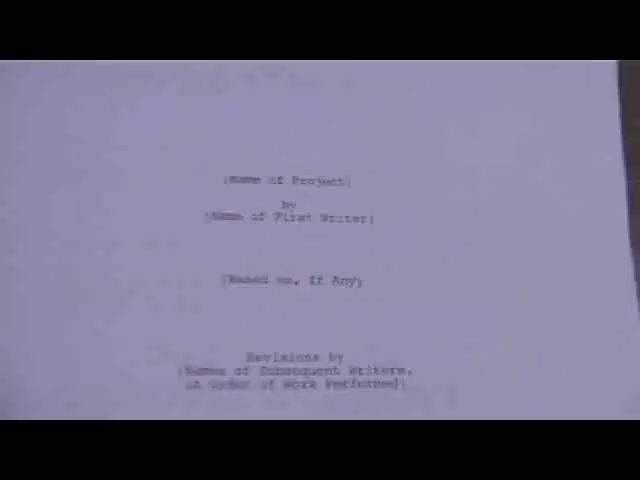 (Name of Project)
by
(Name of First Writer)
(Based on, If Any)
Revisions by
(Names of Subsequent Writers,
in Order of Work Performed)